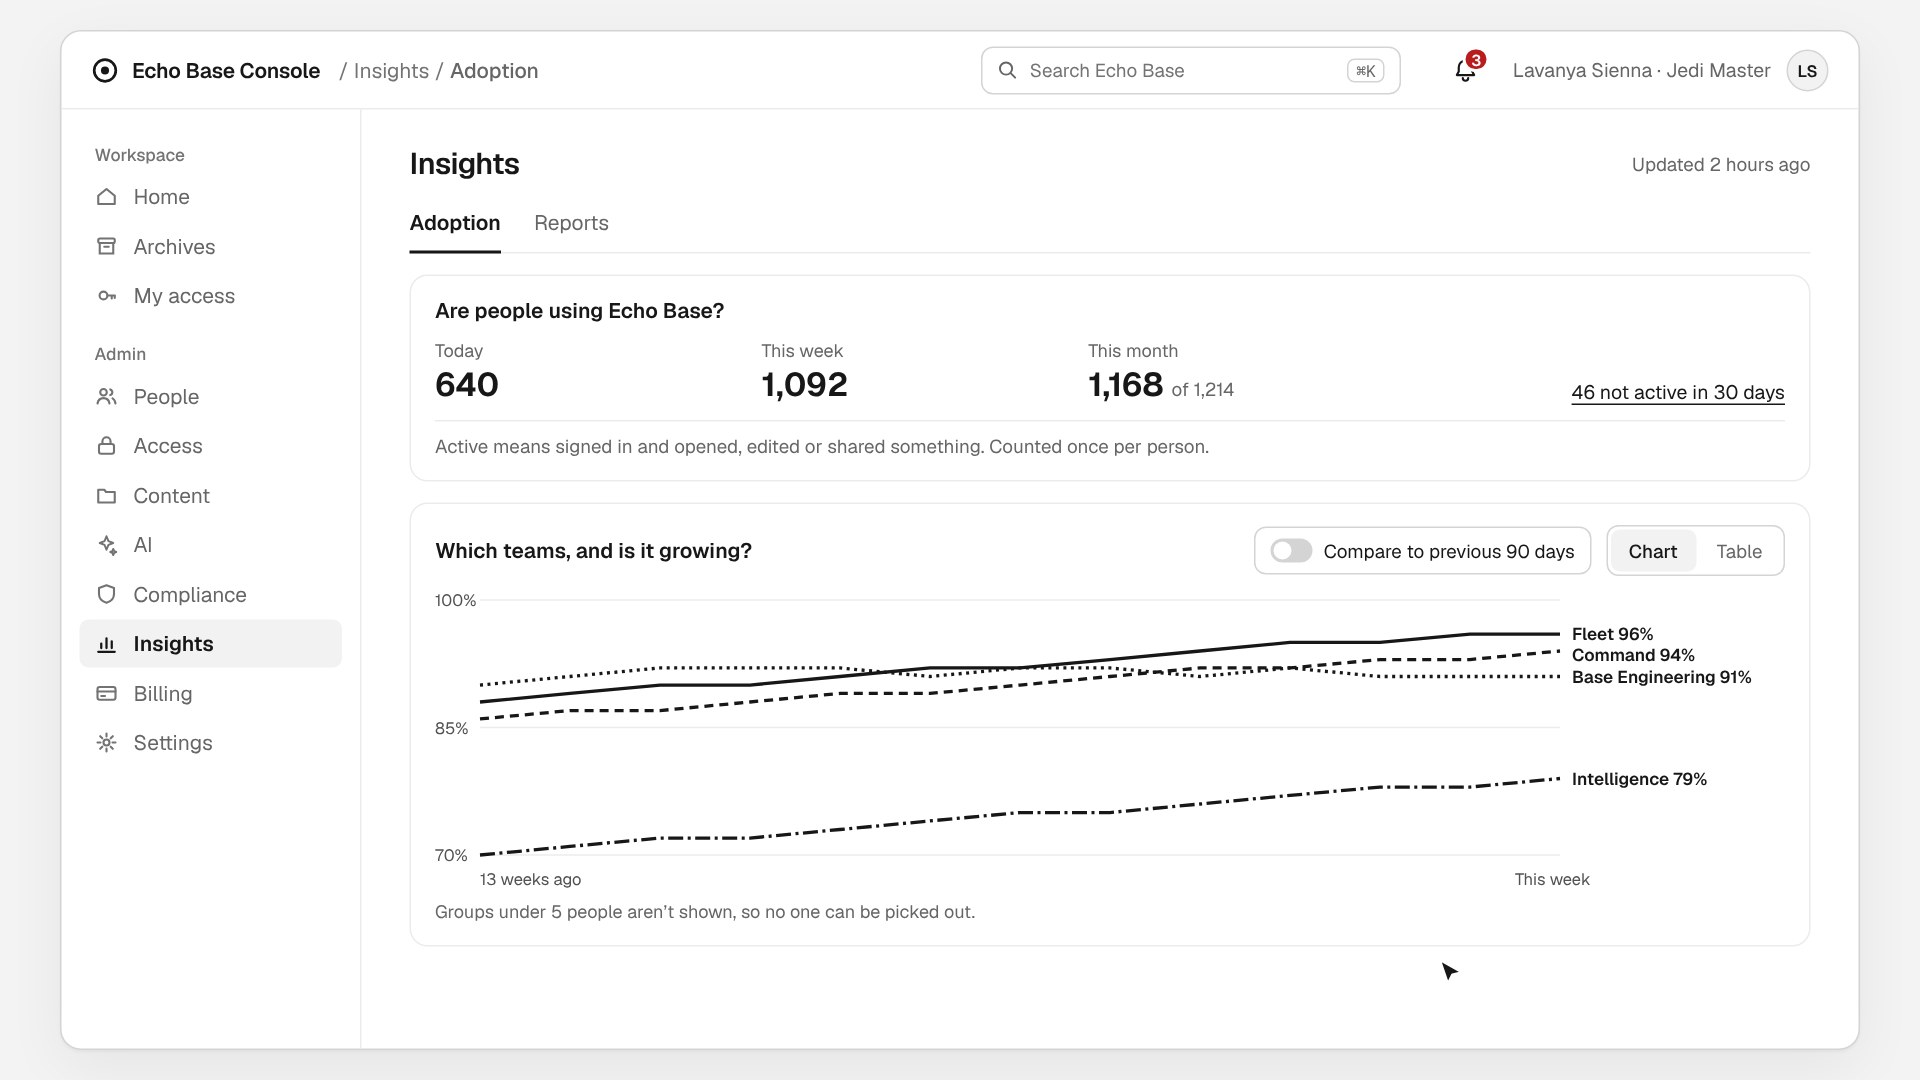 Echo Base Console / Insights / Adoption
Search Echo Base ⌘K
3
Lavanya Sienna · Jedi Master LS
Workspace
Home
Archives
My access
Admin
People
Access
Content
AI
Compliance
Insights
Billing
Settings
Insights
Updated 2 hours ago
Adoption Reports
Are people using Echo Base?
Today This week This month
640 1,092 1,168 of 1,214 46 not active in 30 days
Active means signed in and opened, edited or shared something. Counted once per person.
Which teams, and is it growing?
Compare to previous 90 days Chart Table
100%
Fleet 96%
Command 94%
Base Engineering 91%
85%
Intelligence 79%
70%
13 weeks ago This week
Groups under 5 people aren’t shown, so no one can be picked out.